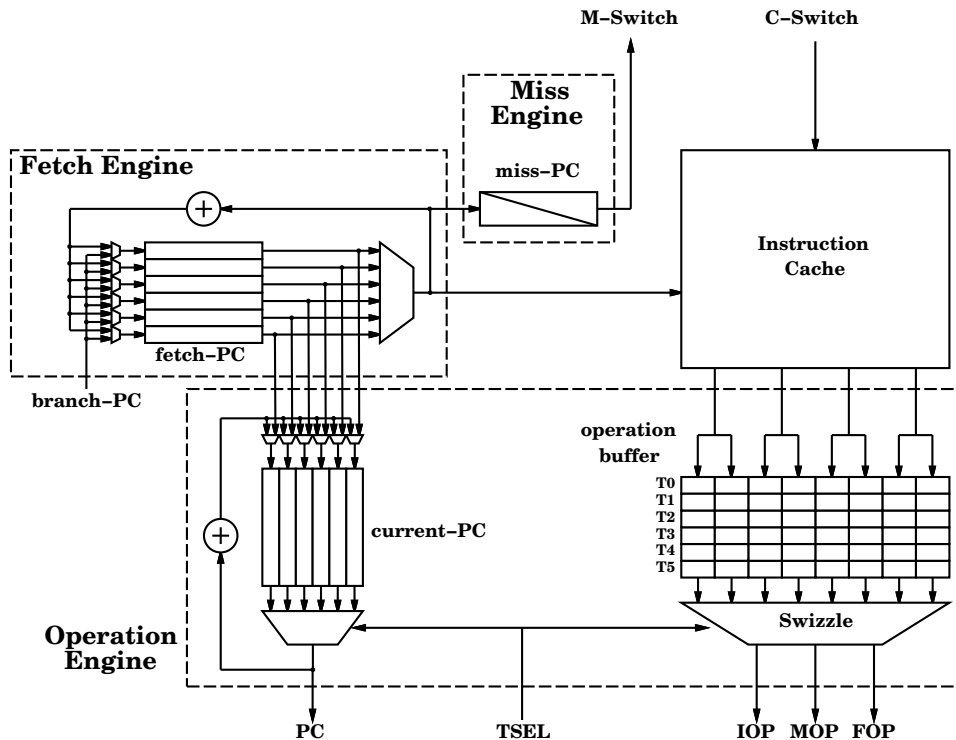 M–Switch
C–Switch
Miss
Engine
miss–PC
Fetch Engine
+
Instruction
Cache
fetch–PC
branch–PC
operation
buffer
T0
T1
T2
T3
T4
T5
current–PC
+
Swizzle
Operation
Engine
PC
TSEL
IOP
MOP
FOP